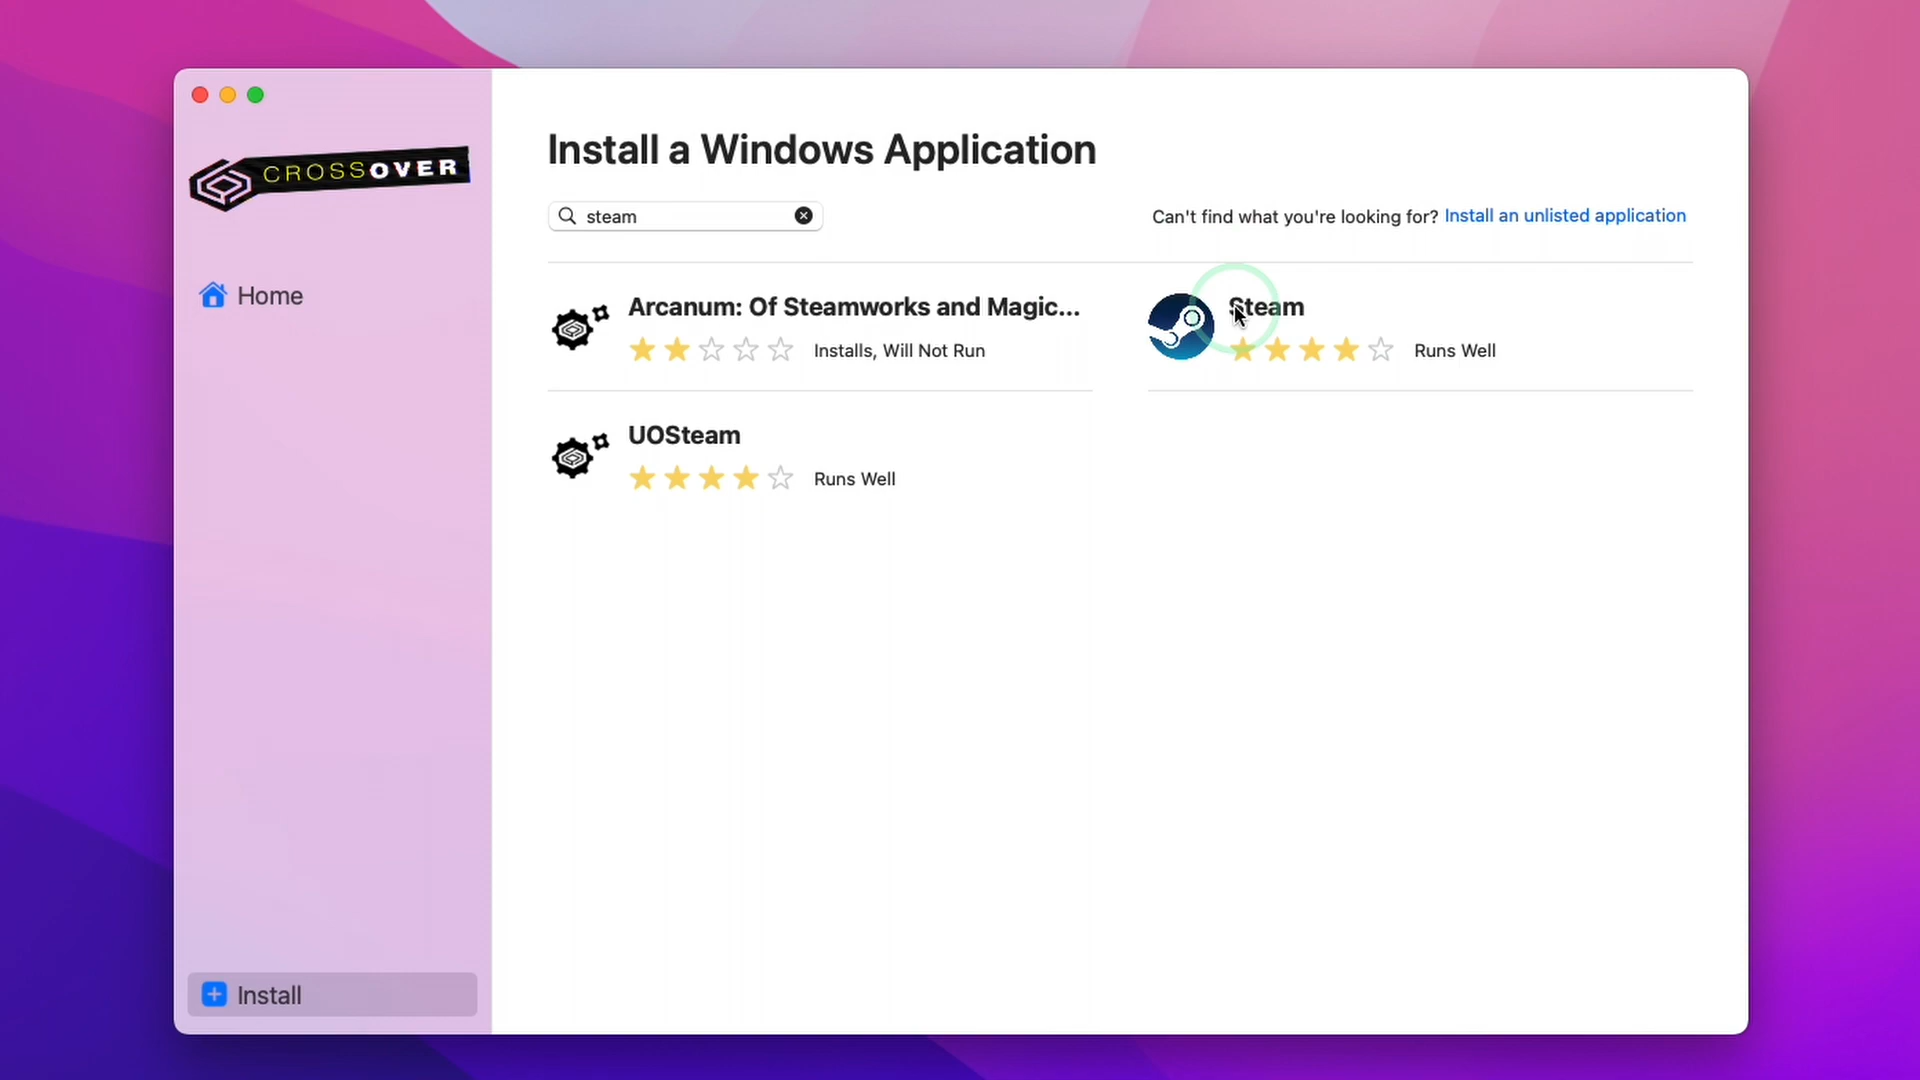 CROSSOVER
Home
Install
Install a Windows Application
steam
Can't find what you're looking for? Install an unlisted application
Arcanum: Of Steamworks and Magic...
Installs, Will Not Run
Steam
Runs Well
UOSteam
Runs Well